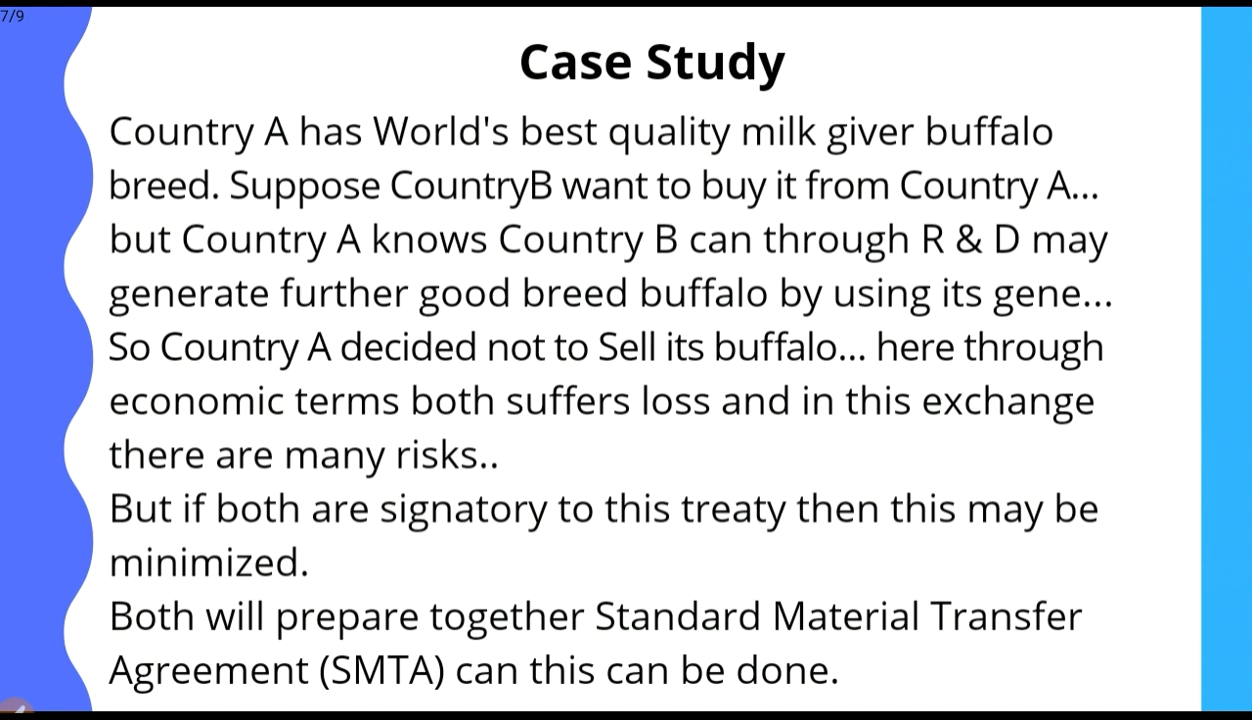 7/9
Case Study
Country A has World's best quality milk giver buffalo
breed. Suppose CountryB want to buy it from Country A...
but Country A knows Country B can through R & D may
generate further good breed buffalo by using its gene...
So Country A decided not to Sell its buffalo... here through
economic terms both suffers loss and in this exchange
there are many risks..
But if both are signatory to this treaty then this may be
minimized.
Both will prepare together Standard Material Transfer
Agreement (SMTA) can this can be done.